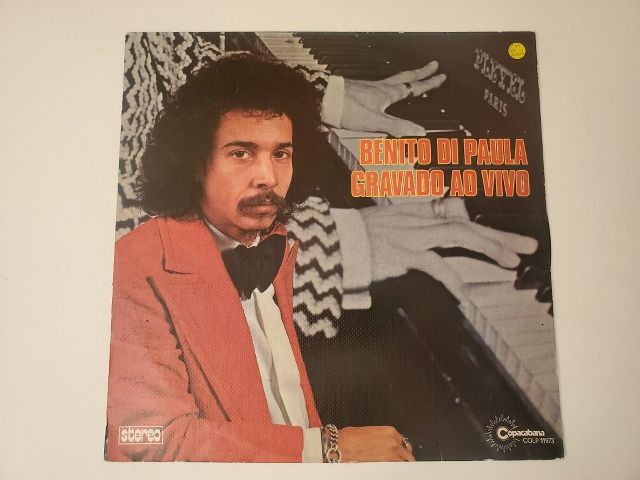 PLEYEL
PARIS
BENITO DI PAULA
GRAVADO AO VIVO
stereo
Copacabana
COLP 11973